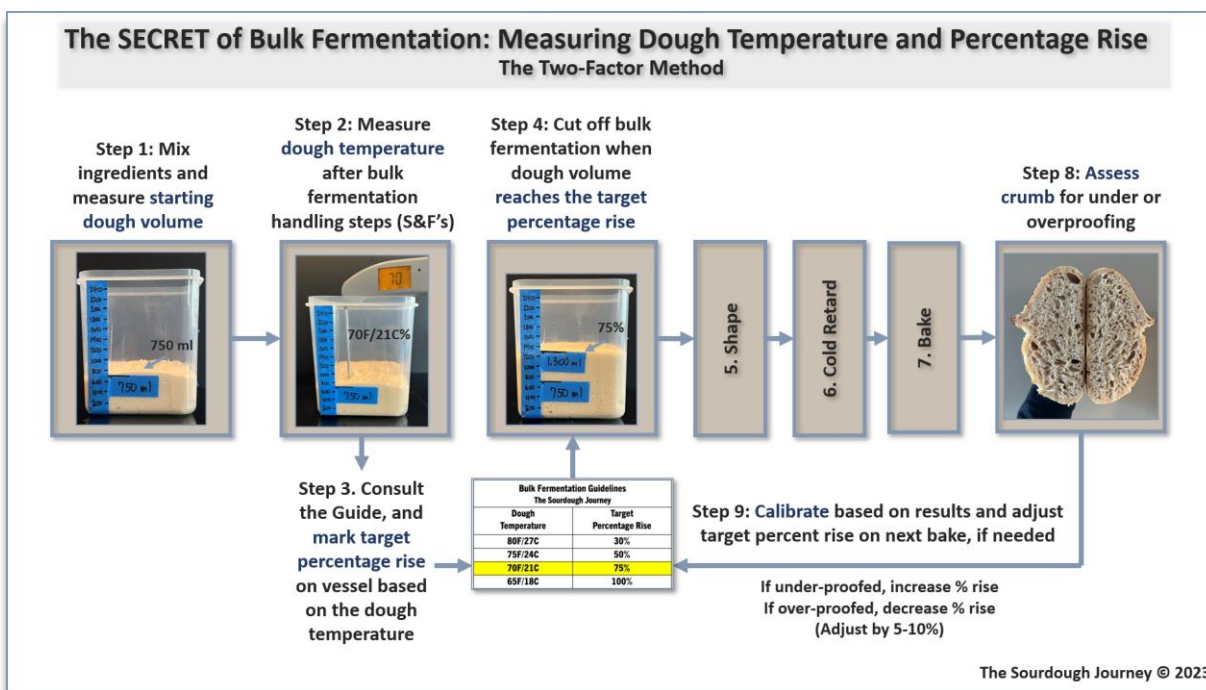 The SECRET of Bulk Fermentation: Measuring Dough Temperature and Percentage Rise
The Two-Factor Method
Step 1: Mix
ingredients and
measure starting
dough volume
750 ml
750 ml
Step 2: Measure
dough temperature
after bulk
fermentation
handling steps (S&F's)
70
70F/21C%
750 ml
Step 3. Consult
the Guide, and
mark target
percentage rise
on vessel based
on the dough
temperature
Bulk Fermentation Guidelines
The Sourdough Journey
Dough Temperature Target Percentage Rise
80F/27C 30%
75F/24C 50%
70F/21C 75%
65F/18C 100%
Step 4: Cut off bulk
fermentation when
dough volume
reaches the target
percentage rise
75%
1,300 ml
750 ml
5. Shape
6. Cold Retard
7. Bake
Step 8: Assess
crumb for under or
overproofing
Step 9: Calibrate based on results and adjust
target percent rise on next bake, if needed
If under-proofed, increase % rise
If over-proofed, decrease % rise
(Adjust by 5-10%)
The Sourdough Journey © 2023